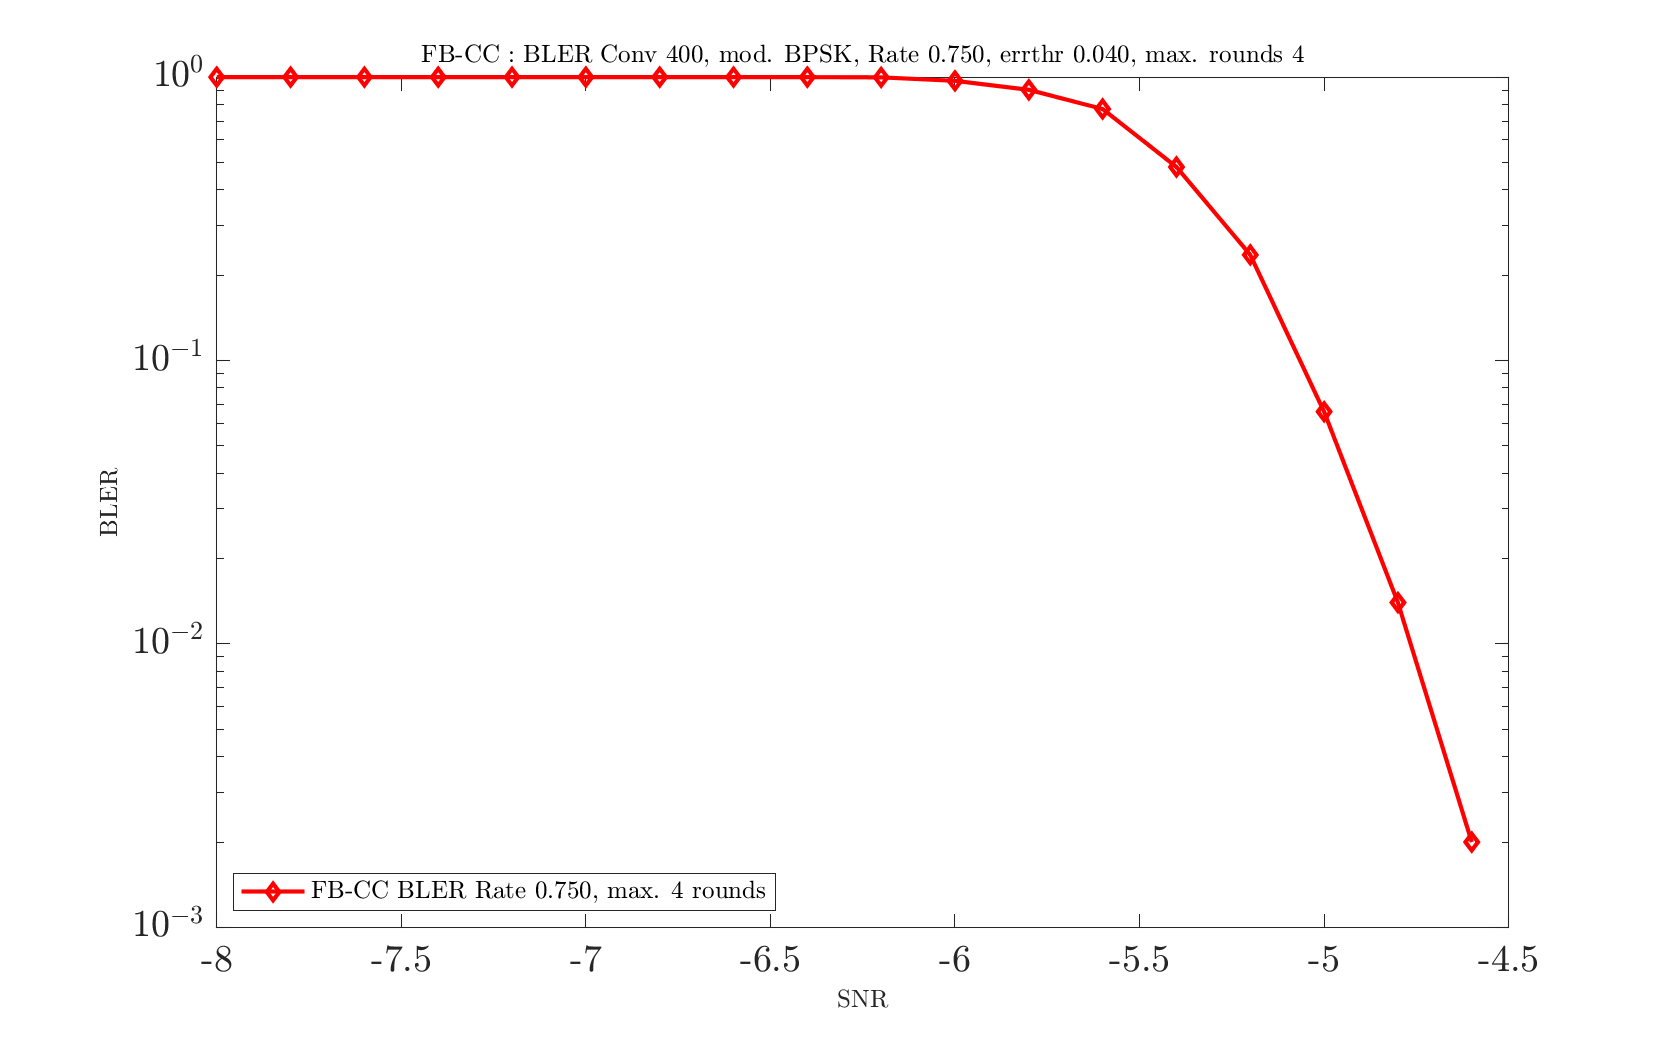 FB-CC : BLER Conv 400, mod. BPSK, Rate 0.750, errthr 0.040, max. rounds 4
10^0
10^-1
10^-2
10^-3
BLER
FB-CC BLER Rate 0.750, max. 4 rounds
-8 -7.5 -7 -6.5 -6 -5.5 -5 -4.5
SNR